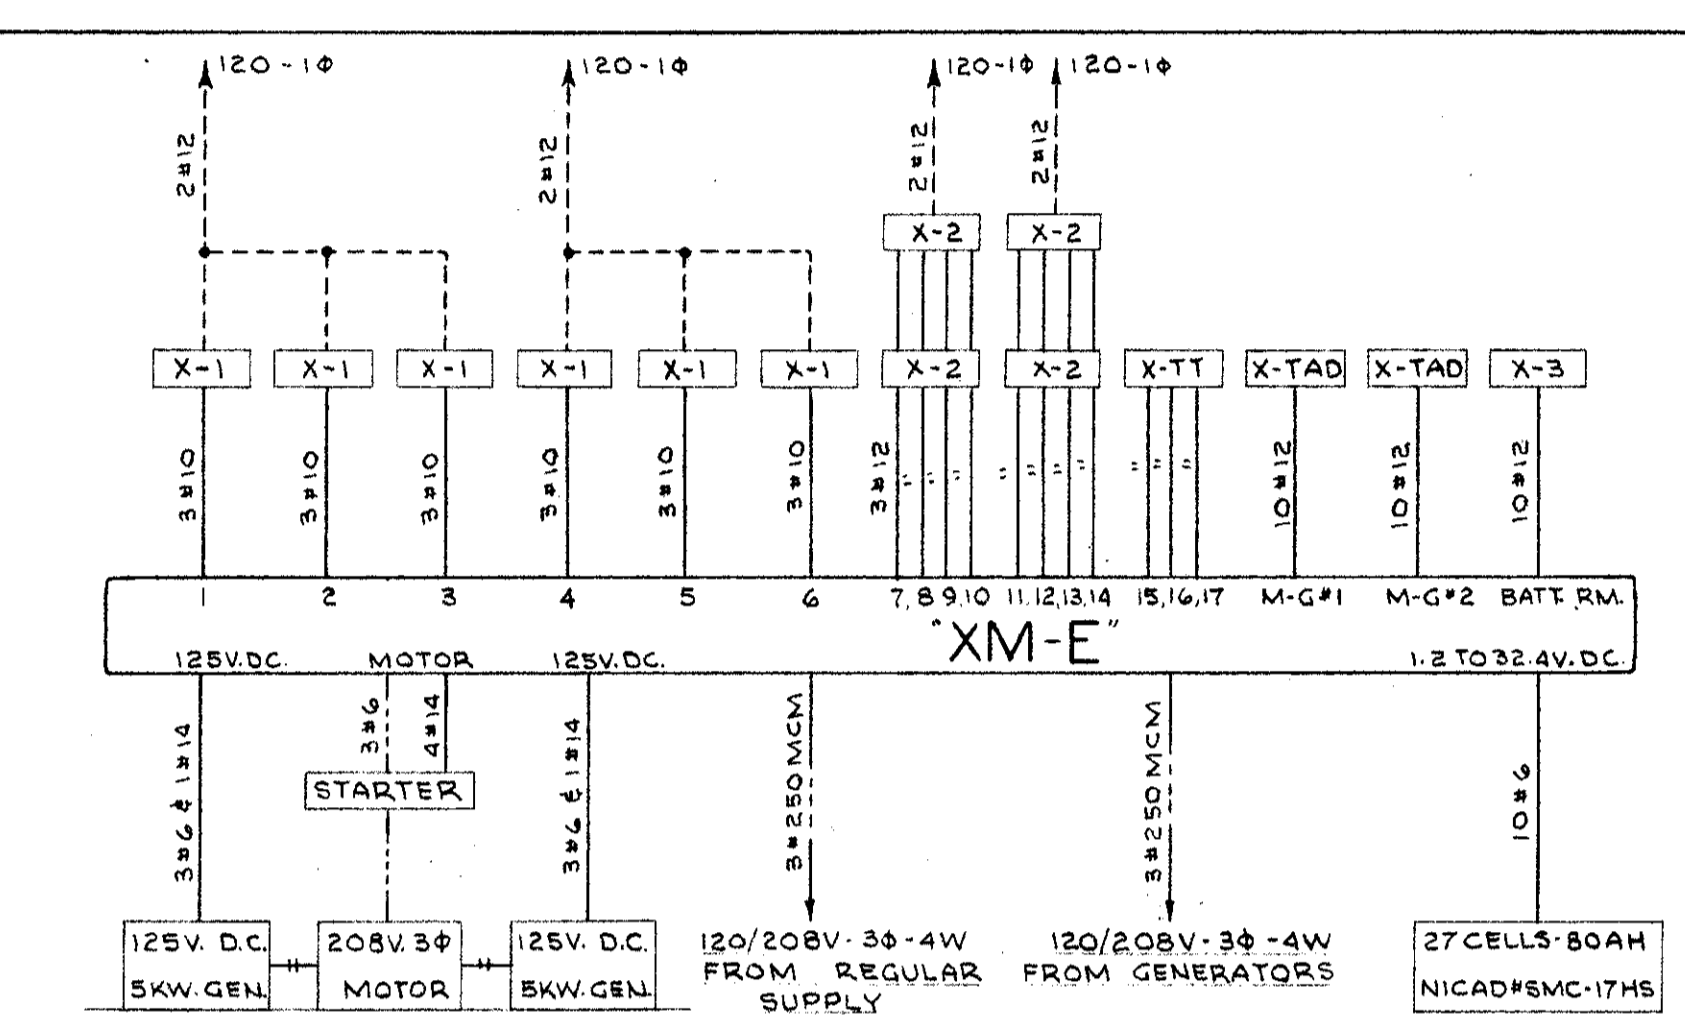 120-1Φ
120-1Φ
120-1Φ
120-1Φ
2#12
2#12
2#12
2#12
X-2
X-2
X-1
X-1
X-1
X-1
X-1
X-1
X-2
X-2
X-TT
X-TAD
X-TAD
X-3
3#10
3#10
3#10
3#10
3#10
3#10
3#12
" " "
" " " "
" " "
10#12
10#12
10#12
1 2 3 4 5 6 7, 8 9,10 11,12,13,14 15,16,17 M-G#1 M-G#2 BATT. RM.
"XM-E"
125V.DC. MOTOR 125V.DC. 1.2 TO 32.4V.DC.
3#6 & 1#14
3#6
4#14
STARTER
3#6 & 1#14
3#250MCM
3#250MCM
10#6
125V. D.C.
5KW.GEN.
208V.3Φ
MOTOR
125V. D.C.
5KW.GEN.
120/208V-3Φ-4W
FROM REGULAR
SUPPLY
120/208V-3Φ-4W
FROM GENERATORS
27CELLS-80AH
NICAD#SMC-17HS